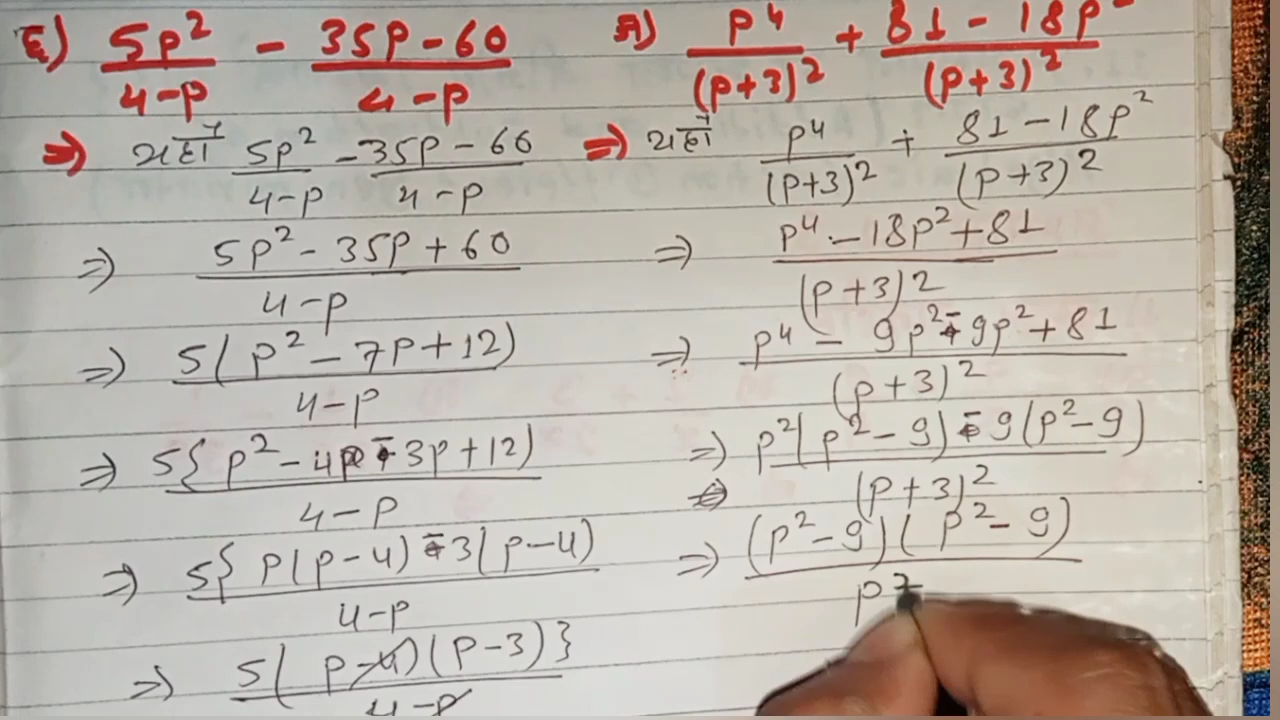 ह) 5p²/4-p - 35p-60/4-p
⇒ यहाँ 5p²/4-p - 35p-60/4-p
⇒ 5p²-35p+60/4-p
⇒ 5(p²-7p+12)/4-p
⇒ 5{p²-4p-3p+12)/4-p
⇒ 5{p(p-4)-3(p-4)/4-p
⇒ 5(p-4)(p-3)}/4-p
p⁴/(p+3)² + 81-18p²/(p+3)²
⇒ यहाँ p⁴/(p+3)² + 81-18p²/(p+3)²
⇒ p⁴-18p²+81/(p+3)²
⇒ p⁴-9p²-9p²+81/(p+3)²
⇒ p²(p²-9)-9(p²-9)/(p+3)²
⇒ (p²-9)(p²-9)/p